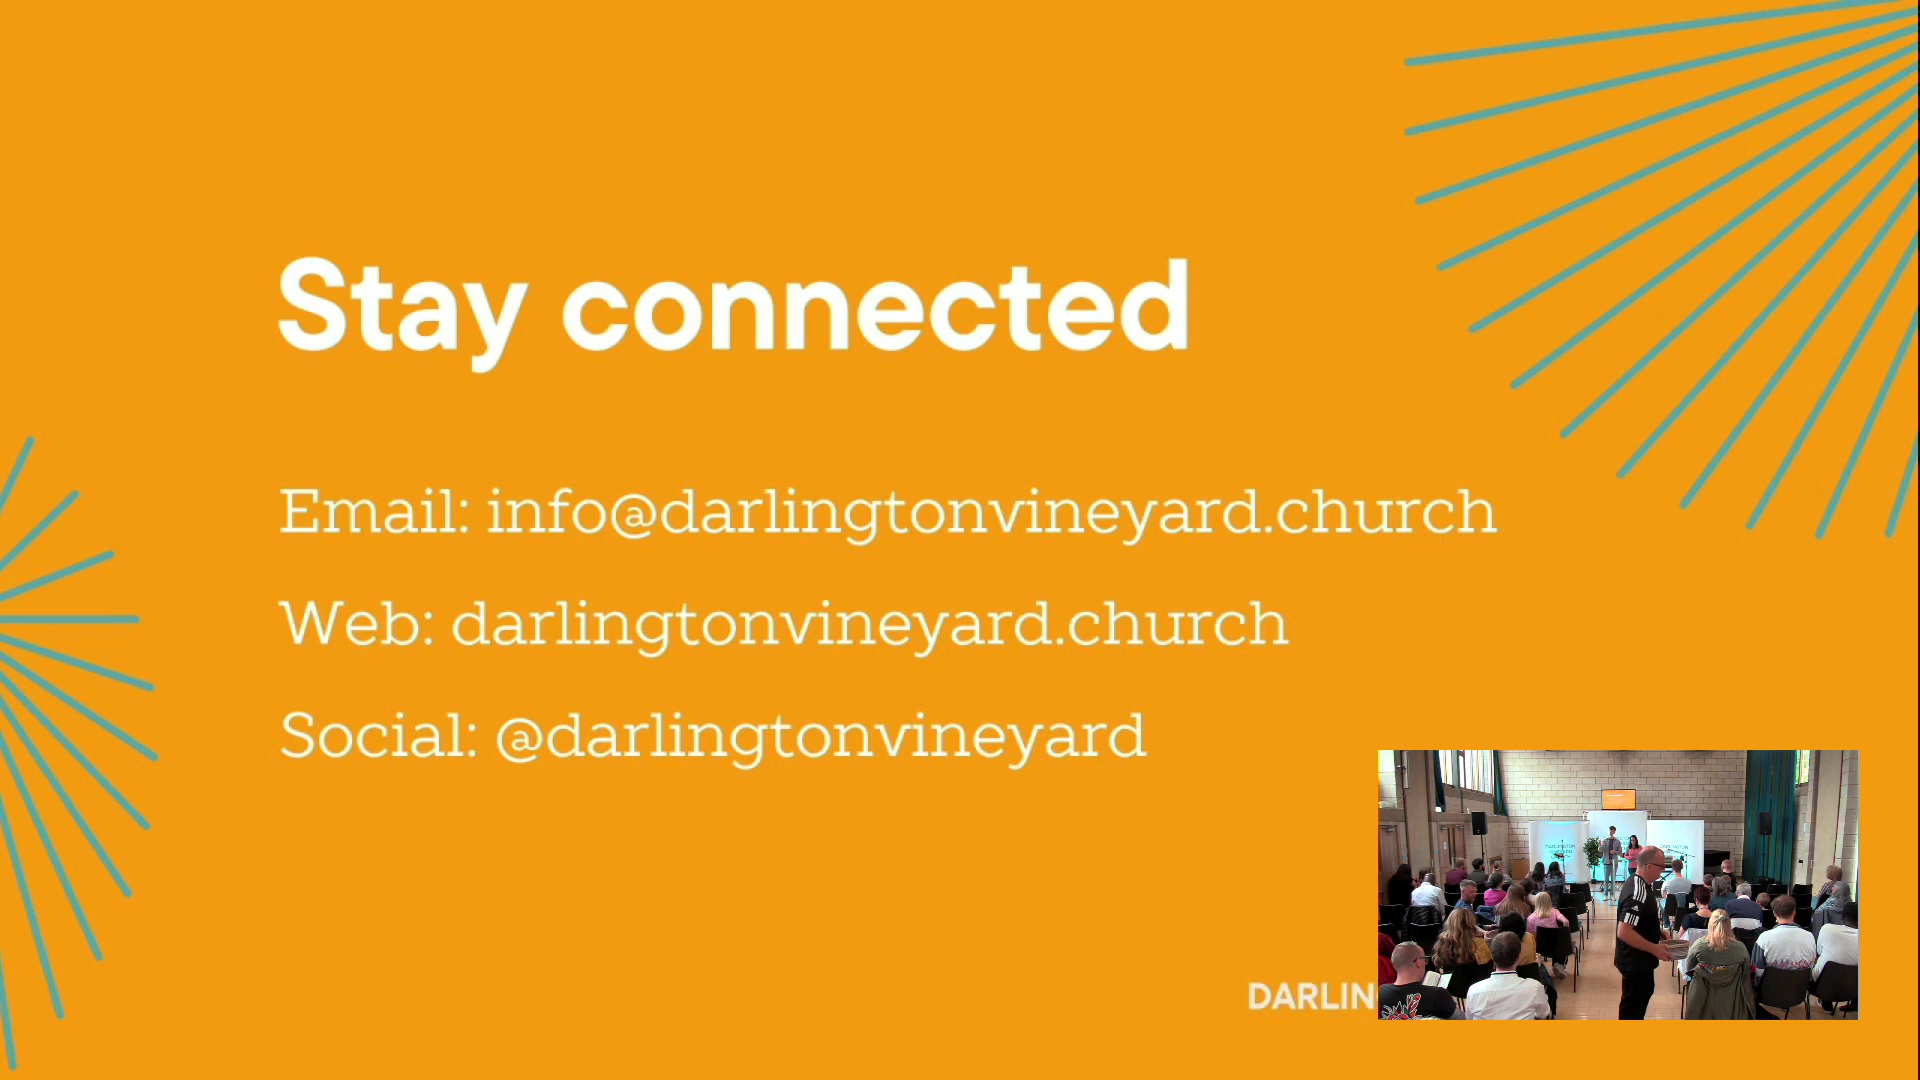 Stay connected
Email: info@darlingtonvineyard.church
Web: darlingtonvineyard.church
Social: @darlingtonvineyard
DARLIN